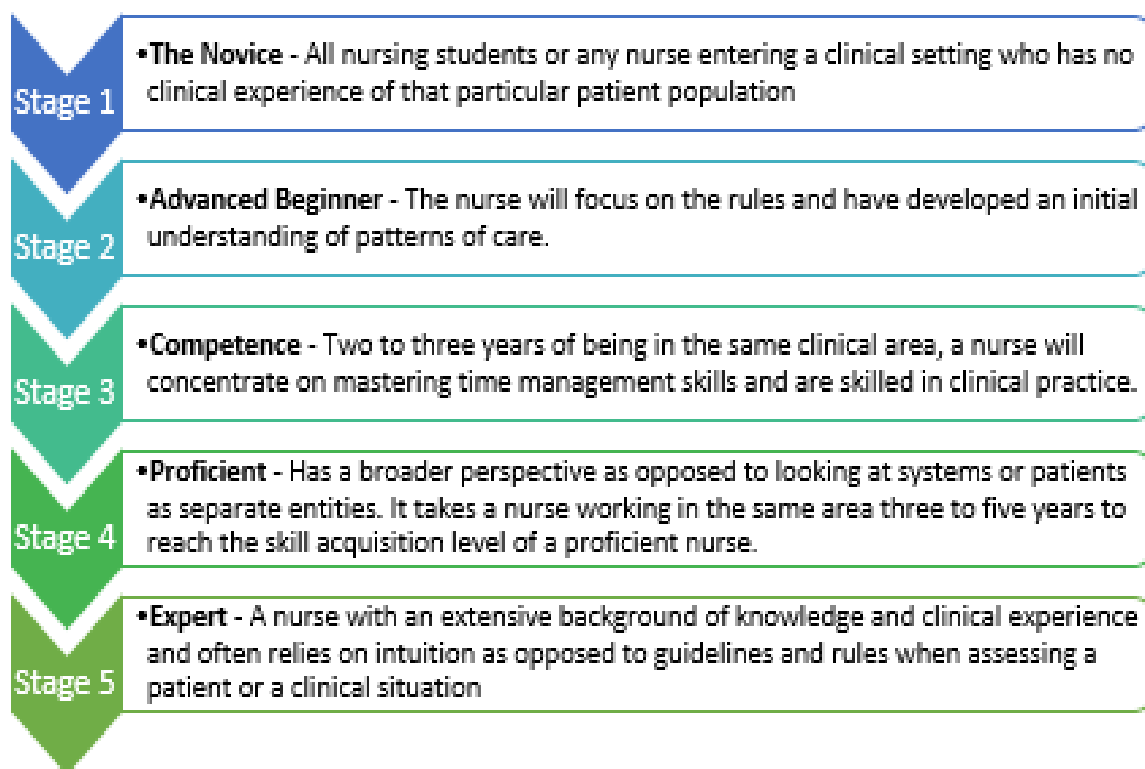 Stage 1
•The Novice - All nursing students or any nurse entering a clinical setting who has no
clinical experience of that particular patient population
Stage 2
•Advanced Beginner - The nurse will focus on the rules and have developed an initial
understanding of patterns of care.
Stage 3
•Competence - Two to three years of being in the same clinical area, a nurse will
concentrate on mastering time management skills and are skilled in clinical practice.
Stage 4
•Proficient - Has a broader perspective as opposed to looking at systems or patients
as separate entities. It takes a nurse working in the same area three to five years to
reach the skill acquisition level of a proficient nurse.
Stage 5
•Expert - A nurse with an extensive background of knowledge and clinical experience
and often relies on intuition as opposed to guidelines and rules when assessing a
patient or a clinical situation